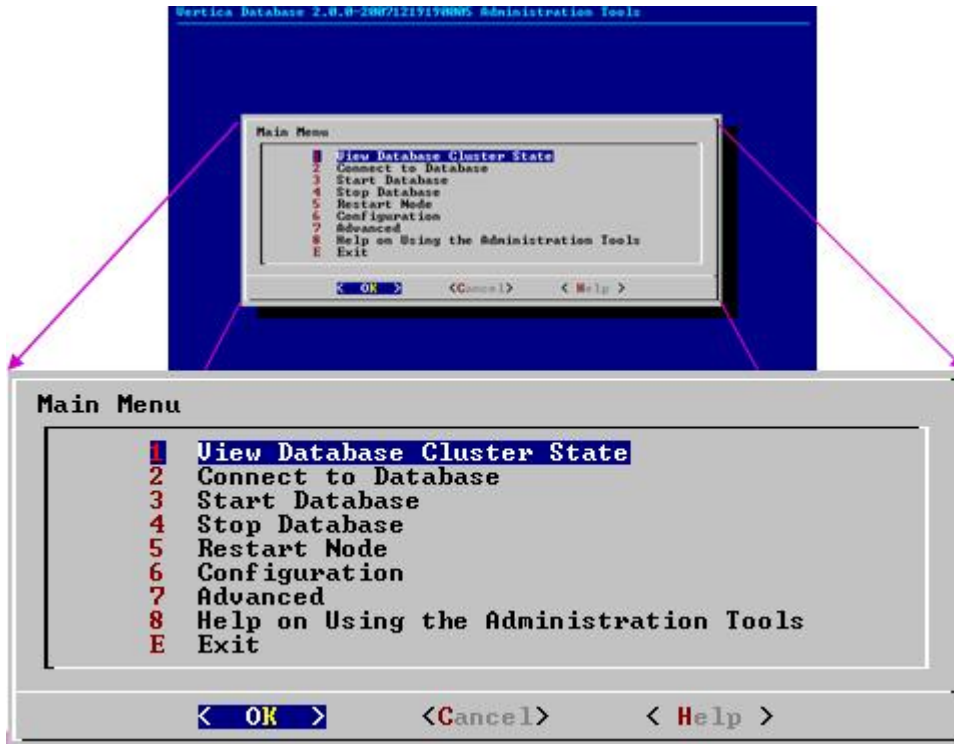 Vertica Database 2.0.0-20071219190005 Administration Tools
Main Menu
1 View Database Cluster State
2 Connect to Database
3 Start Database
4 Stop Database
5 Restart Node
6 Configuration
7 Advanced
8 Help on Using the Administration Tools
E Exit
< OK > <Cancel> < Help >
Main Menu
1 View Database Cluster State
2 Connect to Database
3 Start Database
4 Stop Database
5 Restart Node
6 Configuration
7 Advanced
8 Help on Using the Administration Tools
E Exit
< OK > <Cancel> < Help >